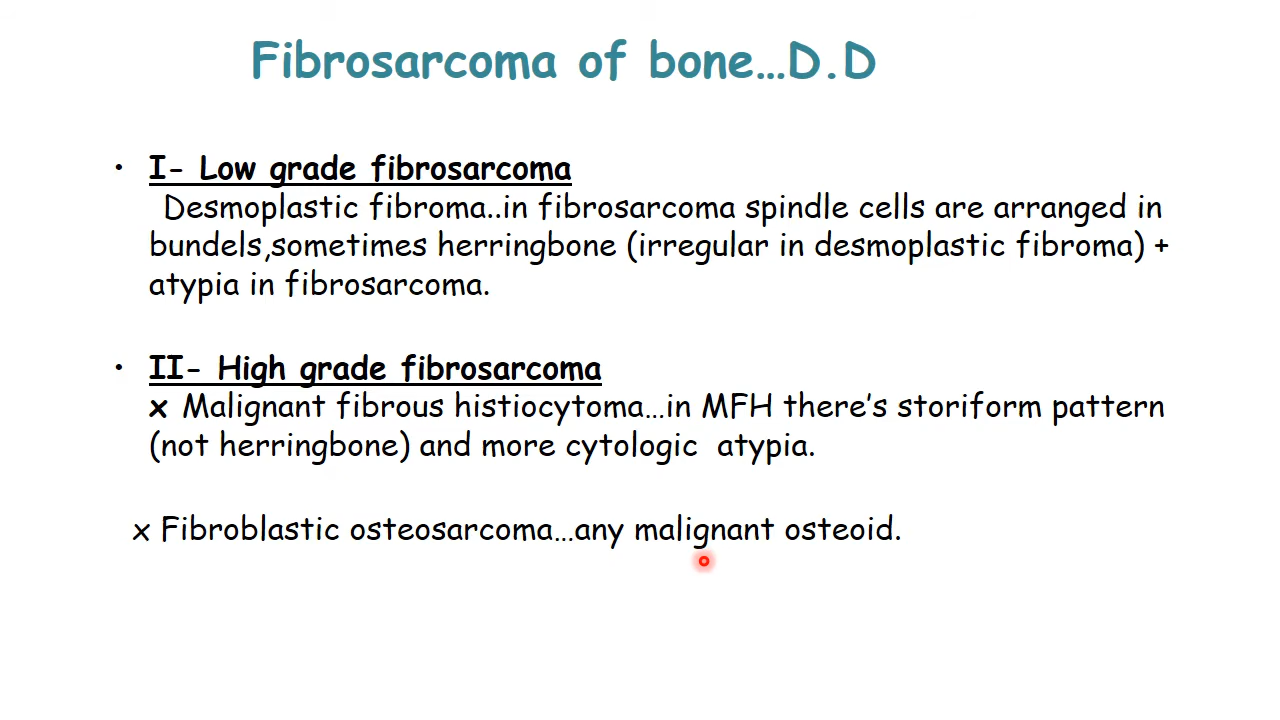 Fibrosarcoma of bone...D.D
• I- Low grade fibrosarcoma
Desmoplastic fibroma..in fibrosarcoma spindle cells are arranged in
bundels,sometimes herringbone (irregular in desmoplastic fibroma) +
atypia in fibrosarcoma.
• II- High grade fibrosarcoma
x Malignant fibrous histiocytoma...in MFH there's storiform pattern
(not herringbone) and more cytologic atypia.
x Fibroblastic osteosarcoma...any malignant osteoid.